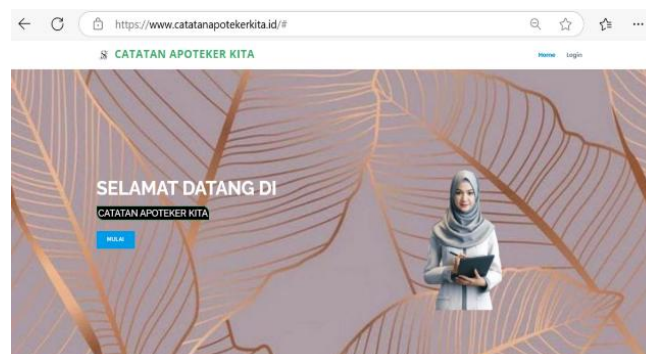 https://www.catatanapotekerkita.id/#
CATATAN APOTEKER KITA
Home Login
SELAMAT DATANG DI
CATATAN APOTEKER KITA
MULAI